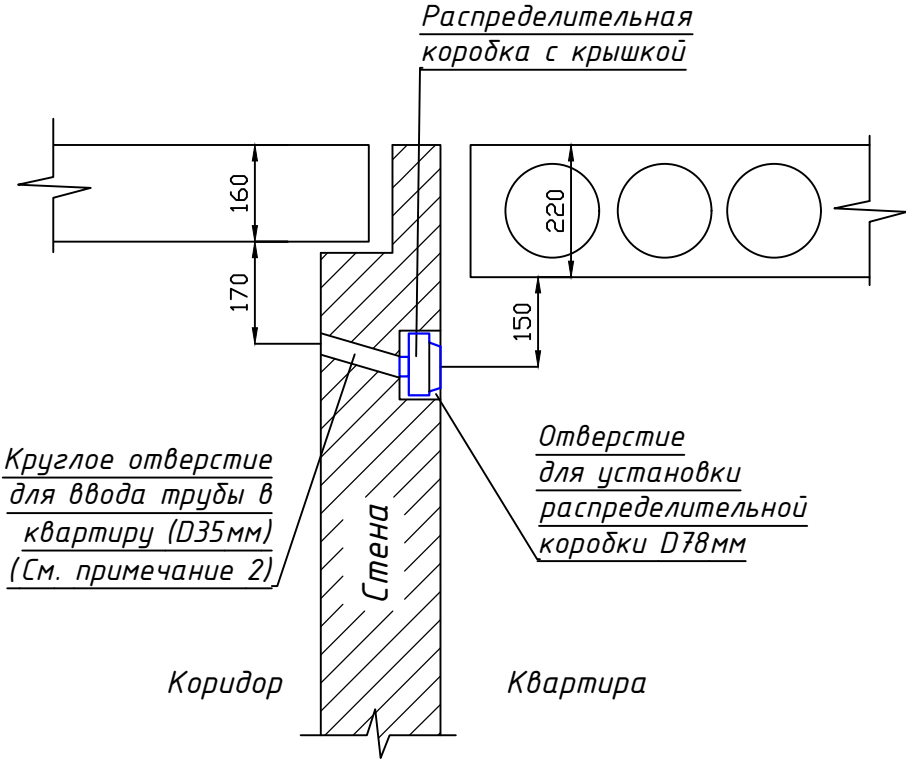 Распределительная
коробка с крышкой
160
220
170
150
Круглое отверстие
для ввода трубы в
квартиру (D35мм)
(См. примечание 2)
Отверстие
для установки
распределительной
коробки D78мм
Стена
Коридор
Квартира